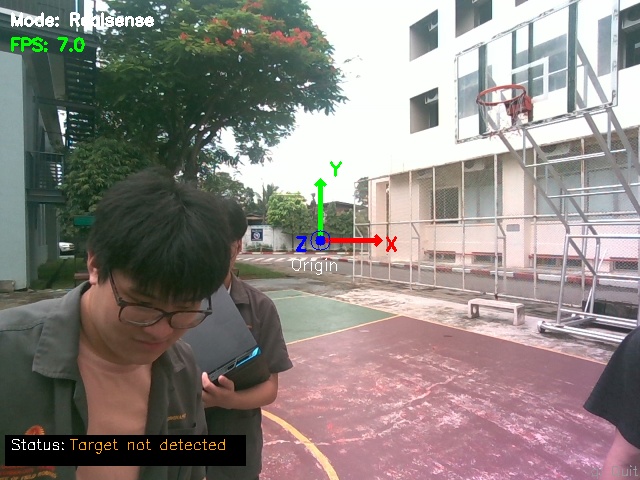 Mode: Realsense
FPS: 7.0
Y
Z
X
Origin
Status: Target not detected